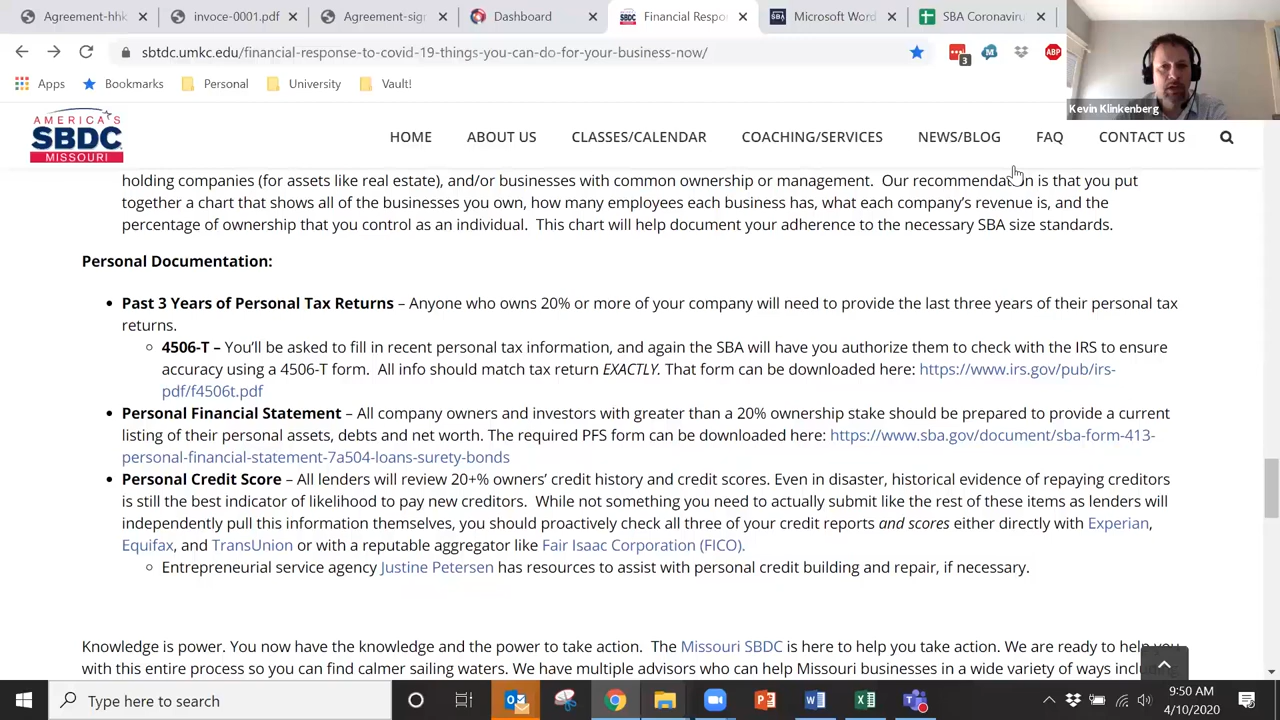 Agreement-hhk
invoce0001.pdf
Agreement-sig
Dashboard
Financial Respo
Microsoft Word
SBA Coronaviru
sbtdc.umkc.edu/financial-response-to-covid-19-things-you-can-do-for-your-business-now/
3
ABP
Apps
Bookmarks
Personal
University
Vault!
Kevin Klinkenberg
AMERICA'S
SBDC
MISSOURI
HOME
ABOUT US
CLASSES/CALENDAR
COACHING/SERVICES
NEWS/BLOG
FAQ
CONTACT US
holding companies (for assets like real estate), and/or businesses with common ownership or management. Our recommendation is that you put
together a chart that shows all of the businesses you own, how many employees each business has, what each company's revenue is, and the
percentage of ownership that you control as an individual. This chart will help document your adherence to the necessary SBA size standards.
Personal Documentation:
• Past 3 Years of Personal Tax Returns – Anyone who owns 20% or more of your company will need to provide the last three years of their personal tax
returns.
○ 4506-T – You'll be asked to fill in recent personal tax information, and again the SBA will have you authorize them to check with the IRS to ensure
accuracy using a 4506-T form. All info should match tax return EXACTLY. That form can be downloaded here: https://www.irs.gov/pub/irs-
pdf/f4506t.pdf
• Personal Financial Statement – All company owners and investors with greater than a 20% ownership stake should be prepared to provide a current
listing of their personal assets, debts and net worth. The required PFS form can be downloaded here: https://www.sba.gov/document/sba-form-413-
personal-financial-statement-7a504-loans-surety-bonds
• Personal Credit Score – All lenders will review 20+% owners' credit history and credit scores. Even in disaster, historical evidence of repaying creditors
is still the best indicator of likelihood to pay new creditors. While not something you need to actually submit like the rest of these items as lenders will
independently pull this information themselves, you should proactively check all three of your credit reports and scores either directly with Experian,
Equifax, and TransUnion or with a reputable aggregator like Fair Isaac Corporation (FICO).
○ Entrepreneurial service agency Justine Petersen has resources to assist with personal credit building and repair, if necessary.
Knowledge is power. You now have the knowledge and the power to take action. The Missouri SBDC is here to help you take action. We are ready to help you
with this entire process so you can find calmer sailing waters. We have multiple advisors who can help Missouri businesses in a wide variety of ways including
Type here to search
9:50 AM
4/10/2020